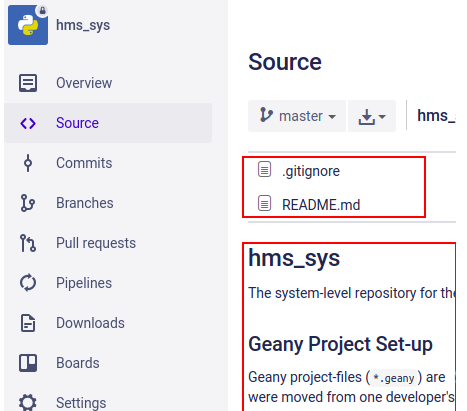 hms_sys
Overview
Source
Commits
Branches
Pull requests
Pipelines
Downloads
Boards
Settings
Source
master
hms_s
.gitignore
README.md
hms_sys
The system-level repository for the
Geany Project Set-up
Geany project-files ( *.geany ) are
were moved from one developer's